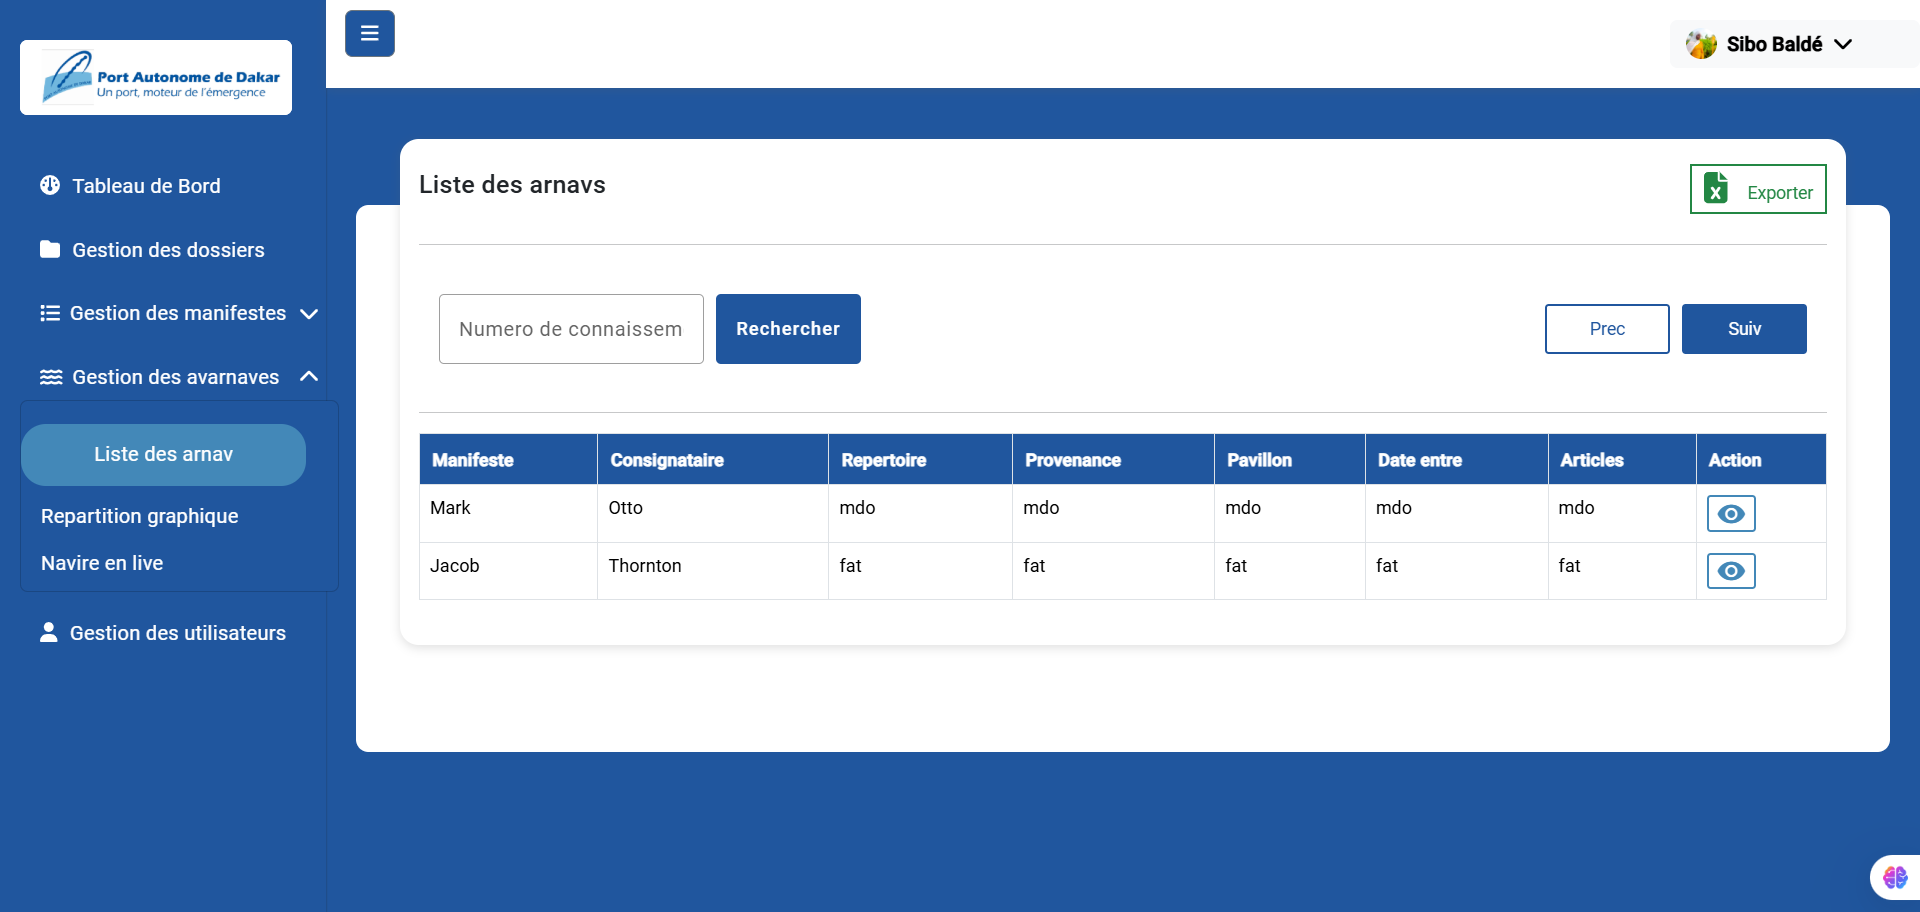 Port Autonome de Dakar
Un port, moteur de l'émergence
Sibo Baldé
Tableau de Bord
Gestion des dossiers
Gestion des manifestes
Gestion des avarnaves
Liste des arnav
Repartition graphique
Navire en live
Gestion des utilisateurs
Liste des arnavs
X Exporter
Numero de connaissem
Rechercher
Prec
Suiv
Manifeste Consignataire Repertoire Provenance Pavillon Date entre Articles Action
Mark Otto mdo mdo mdo mdo mdo
Jacob Thornton fat fat fat fat fat